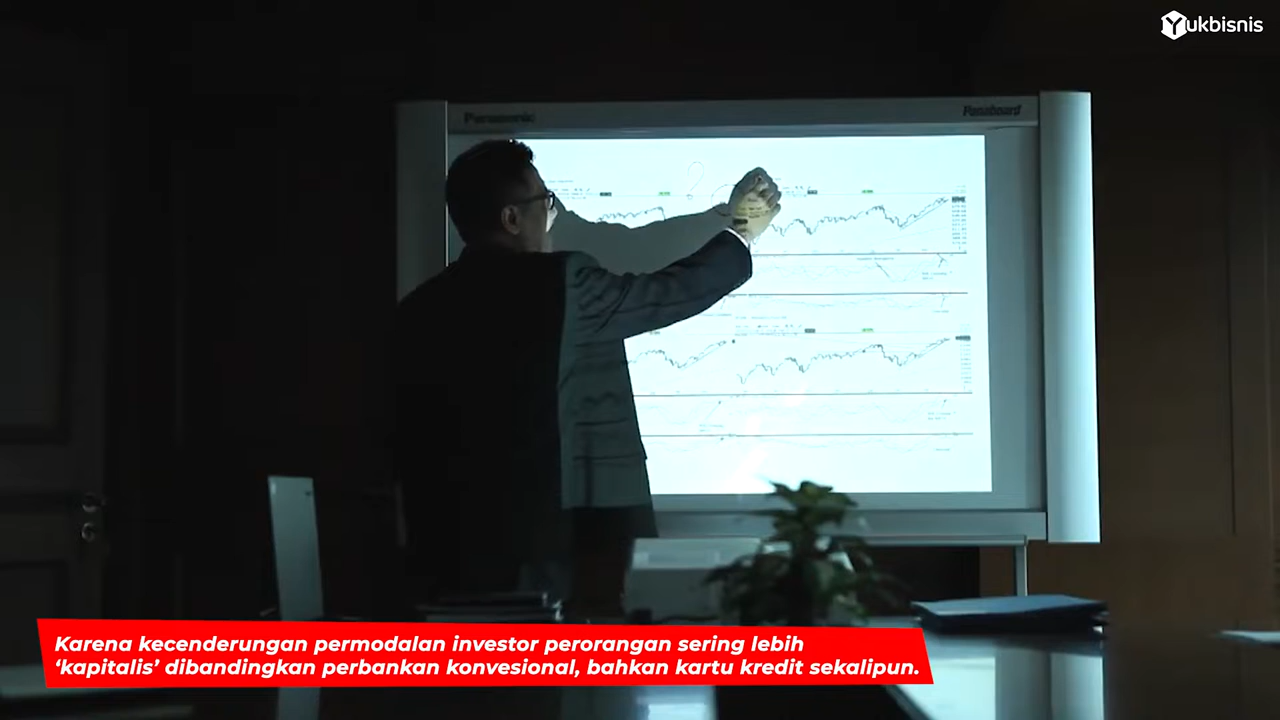 Yukbisnis
Panasonic
Panaboard
Karena kecenderungan permodalan investor perorangan sering lebih
‘kapitalis’ dibandingkan perbankan konvesional, bahkan kartu kredit sekalipun.